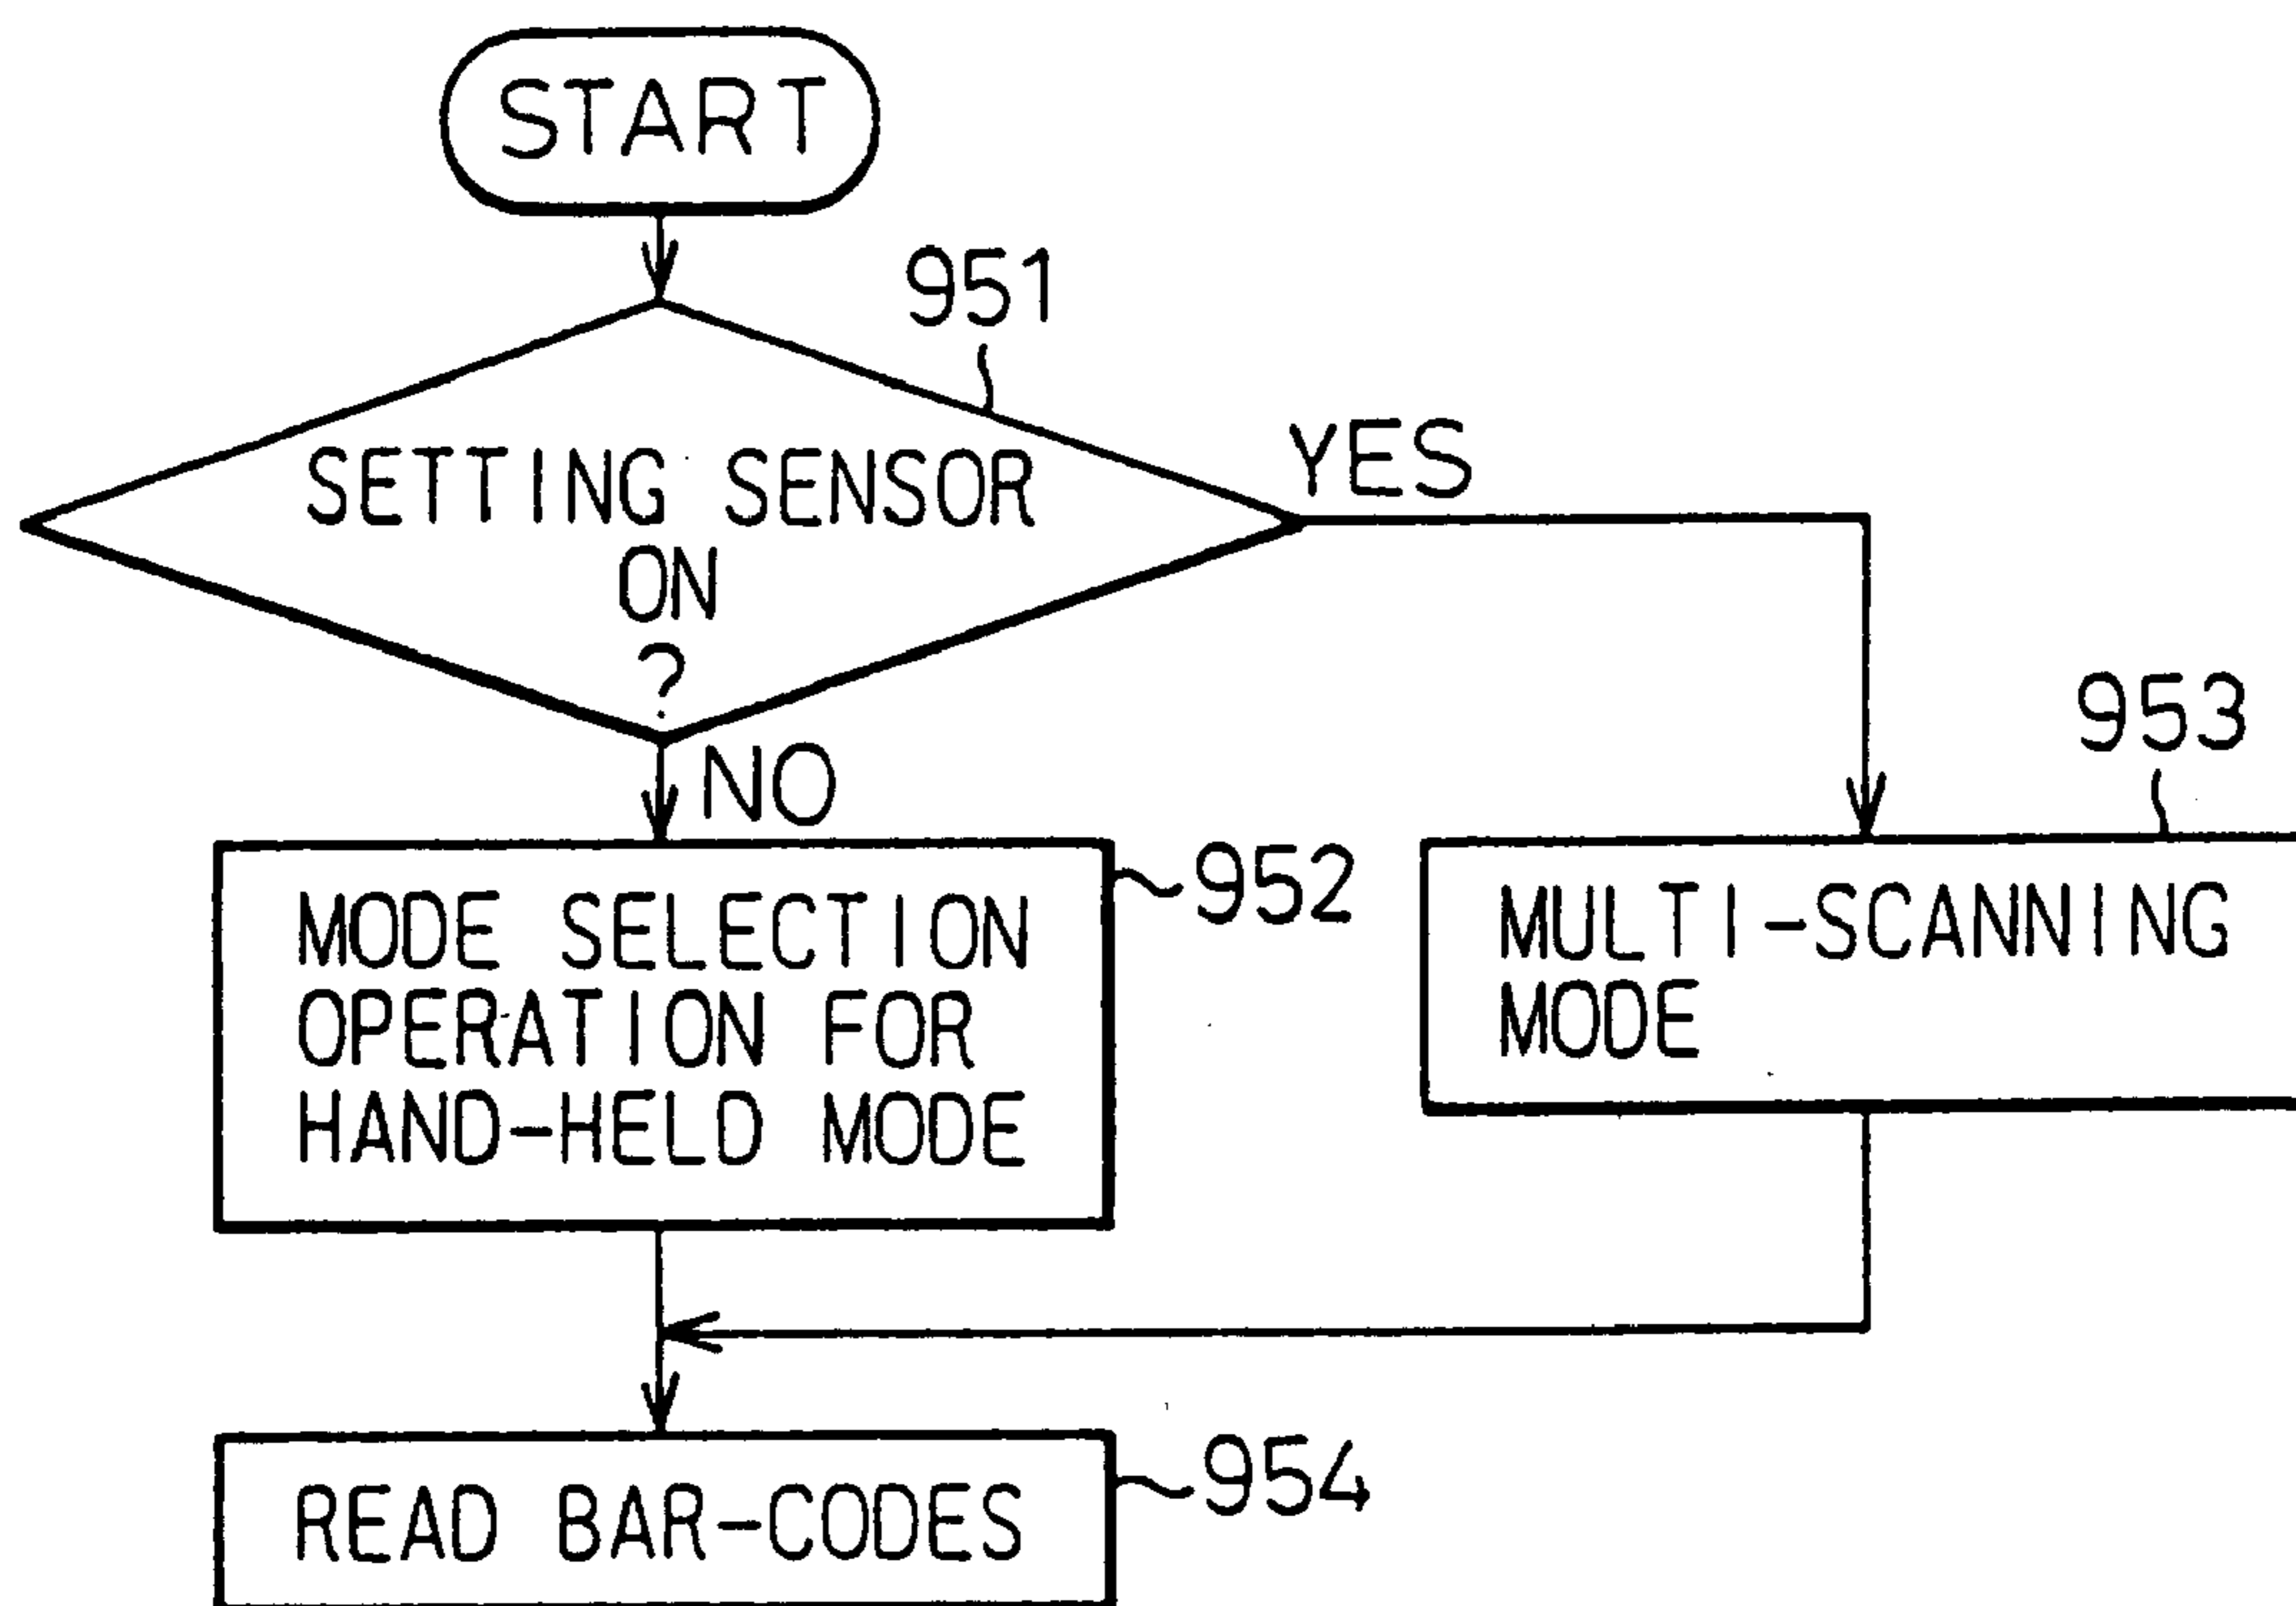 START
951
SETTING SENSOR
ON
?
YES
NO
953
952
MODE SELECTION
OPERATION FOR
HAND-HELD MODE
MULTI-SCANNING
MODE
954
READ BAR-CODES